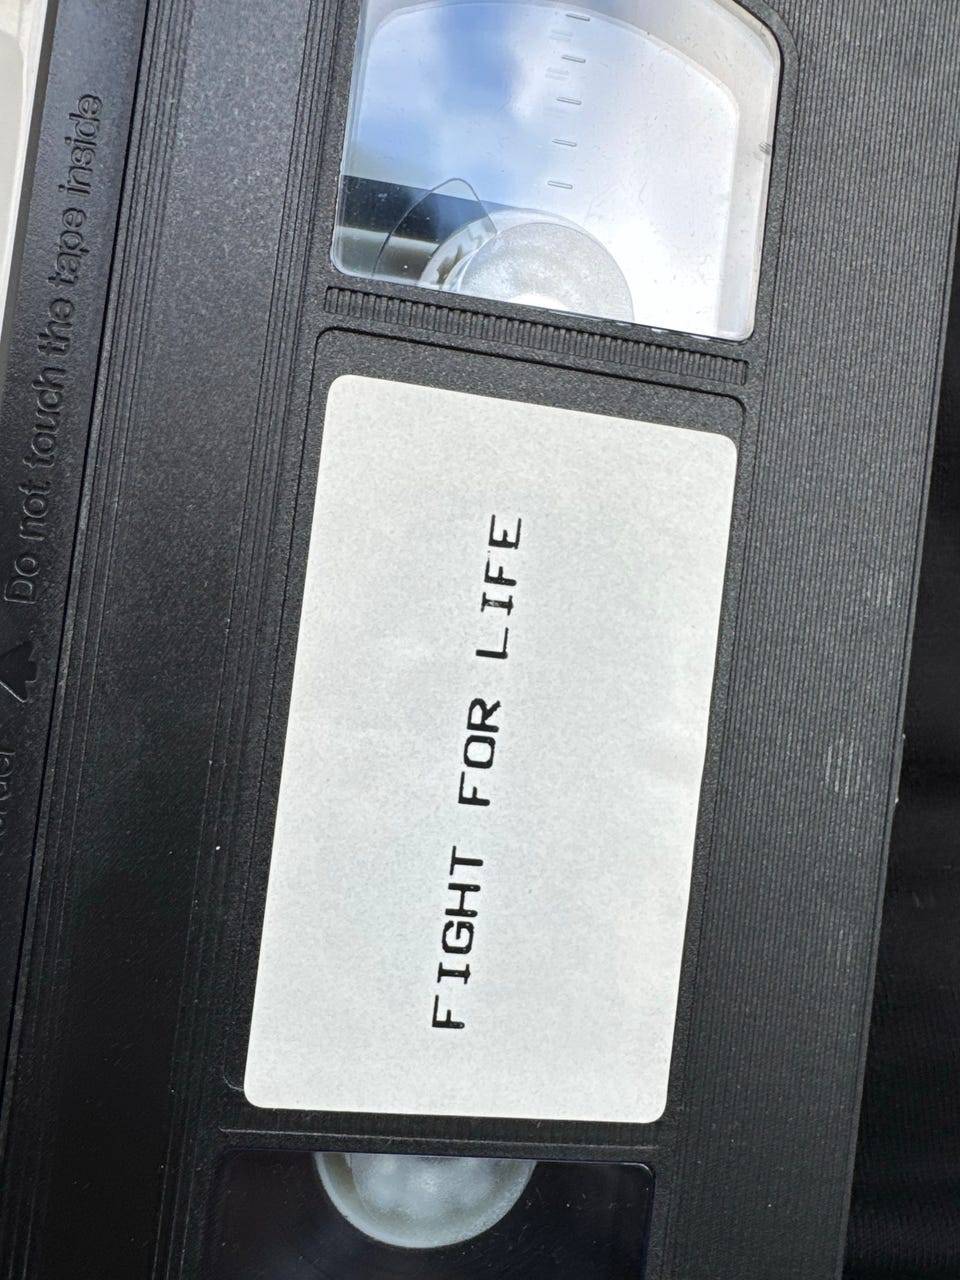 Do not touch the tape inside
FIGHT FOR LIFE